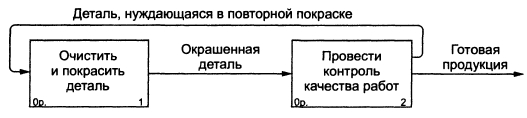 Деталь, нуждающаяся в повторной покраске
Очистить
и покрасить
деталь
0р.
1
Окрашенная
деталь
Провести
контроль
качества работ
0р.
2
Готовая
продукция